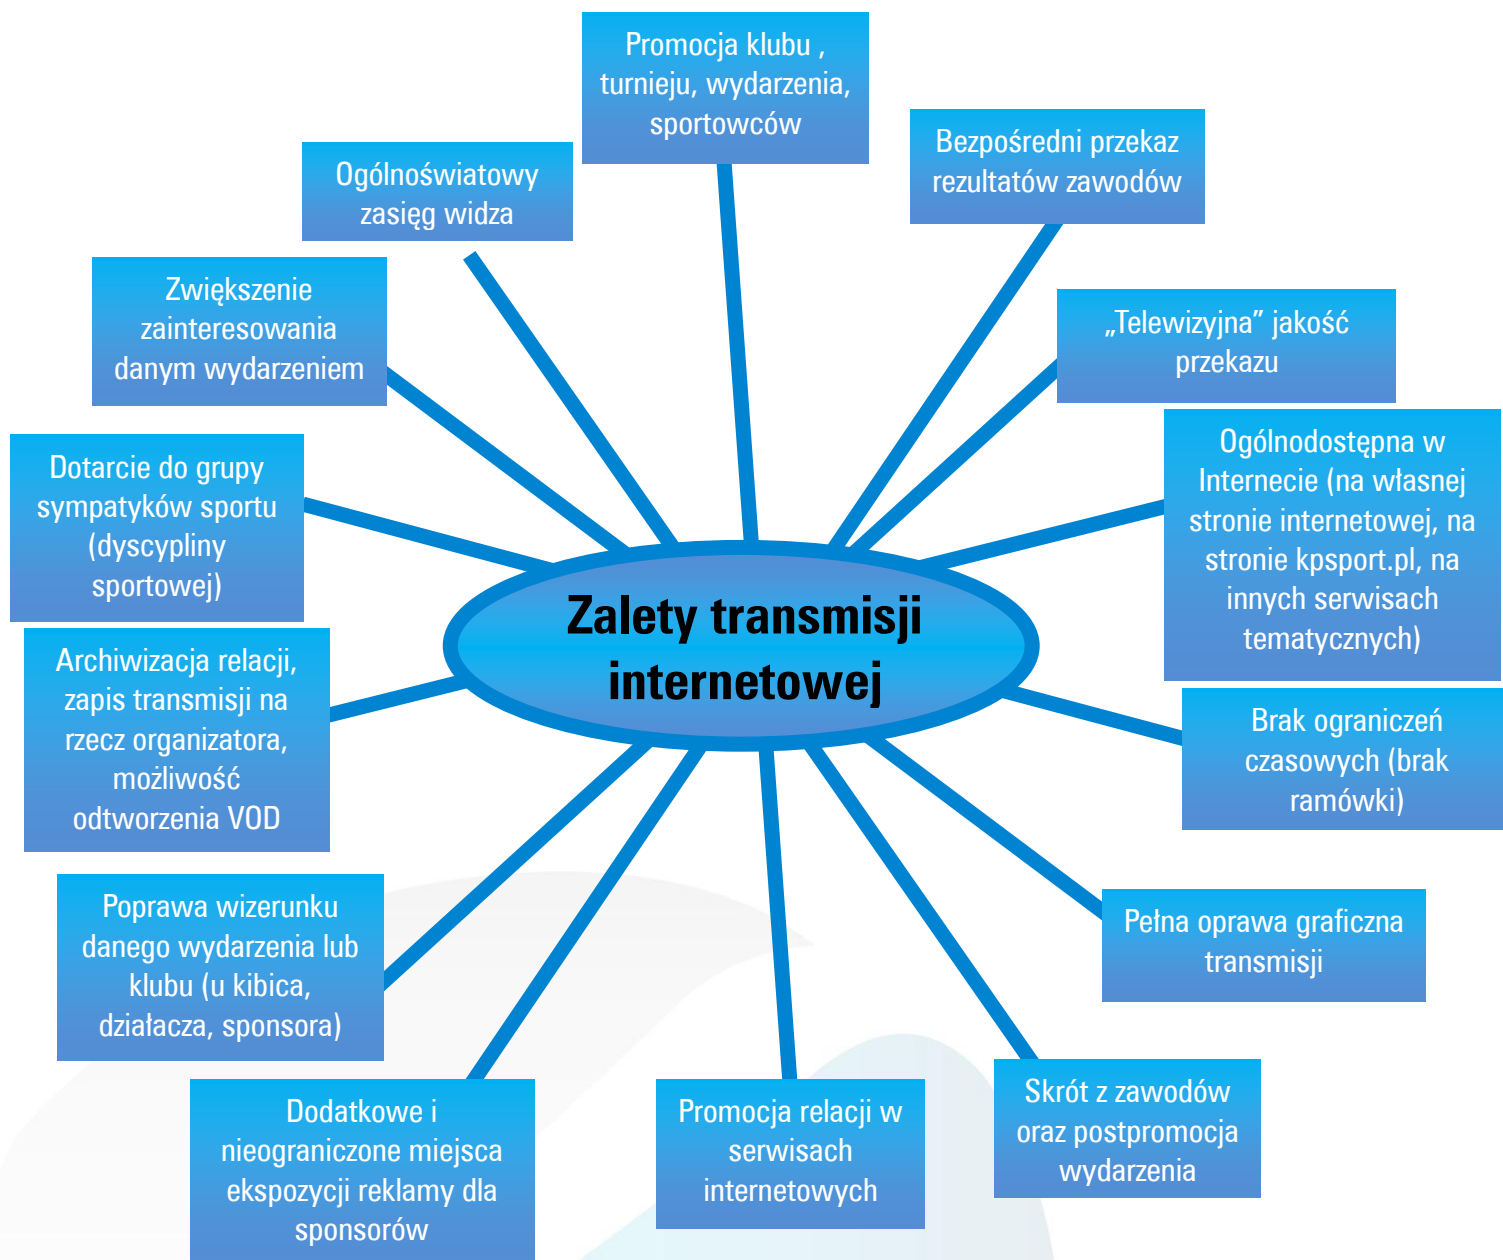 Promocja klubu ,
turnieju, wydarzenia,
sportowców
Bezpośredni przekaz
rezultatów zawodów
Ogólnoświatowy
zasięg widza
Zwiększenie
zainteresowania
danym wydarzeniem
„Telewizyjna” jakość
przekazu
Ogólnodostępna w
Internecie (na własnej
stronie internetowej, na
stronie kpsport.pl, na
innych serwisach
tematycznych)
Dotarcie do grupy
sympatyków sportu
(dyscypliny
sportowej)
Zalety transmisji
internetowej
Archiwizacja relacji,
zapis transmisji na
rzecz organizatora,
możliwość
odtworzenia VOD
Brak ograniczeń
czasowych (brak
ramówki)
Poprawa wizerunku
danego wydarzenia lub
klubu (u kibica,
działacza, sponsora)
Pełna oprawa graficzna
transmisji
Dodatkowe i
nieograniczone miejsca
ekspozycji reklamy dla
sponsorów
Promocja relacji w
serwisach
internetowych
Skrót z zawodów
oraz postpromocja
wydarzenia